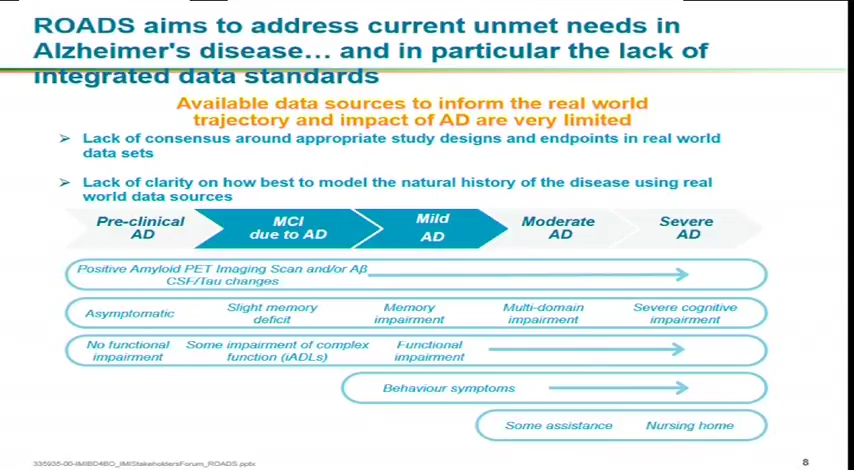 ROADS aims to address current unmet needs in
Alzheimer's disease... and in particular the lack of
integrated data standards
Available data sources to inform the real world
trajectory and impact of AD are very limited
➢ Lack of consensus around appropriate study designs and endpoints in real world
data sets
➢ Lack of clarity on how best to model the natural history of the disease using real
world data sources
Pre-clinical
AD
MCI
due to AD
Mild
AD
Moderate
AD
Severe
AD
Positive Amyloid PET Imaging Scan and/or Aβ
CSF/Tau changes
Asymptomatic
Slight memory
deficit
Memory
impairment
Multi-domain
impairment
Severe cognitive
impairment
No functional
impairment
Some impairment of complex
function (iADLs)
Functional
impairment
Behaviour symptoms
Some assistance
Nursing home
335935-00-IMIBD4BO_IMIStakeholdersForum_ROADS.pptx
8